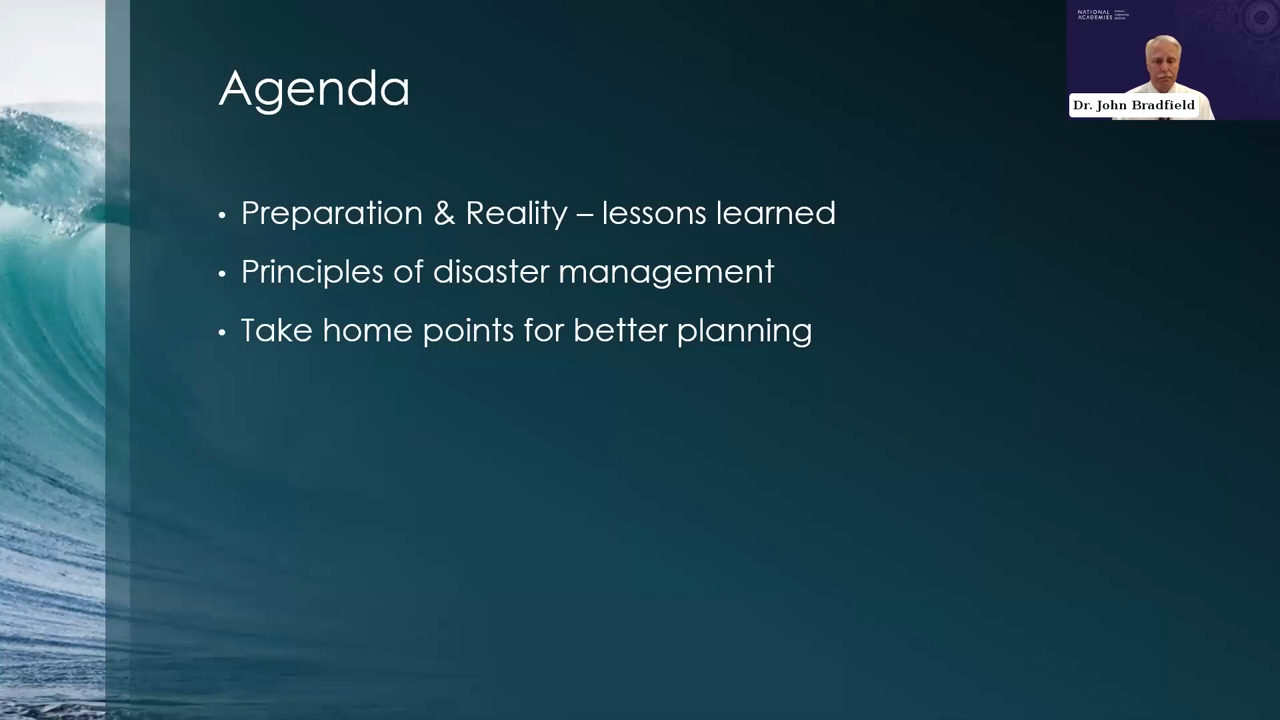 Agenda
• Preparation & Reality – lessons learned
• Principles of disaster management
• Take home points for better planning
NATIONAL
ACADEMIES
Dr. John Bradfield